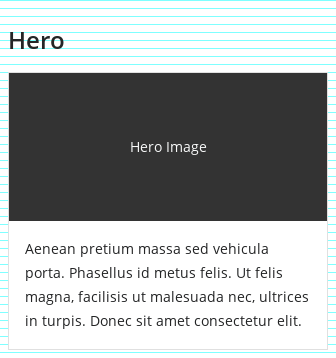 Hero
Hero Image
Aenean pretium massa sed vehicula
porta. Phasellus id metus felis. Ut felis
magna, facilisis ut malesuada nec, ultrices
in turpis. Donec sit amet consectetur elit.